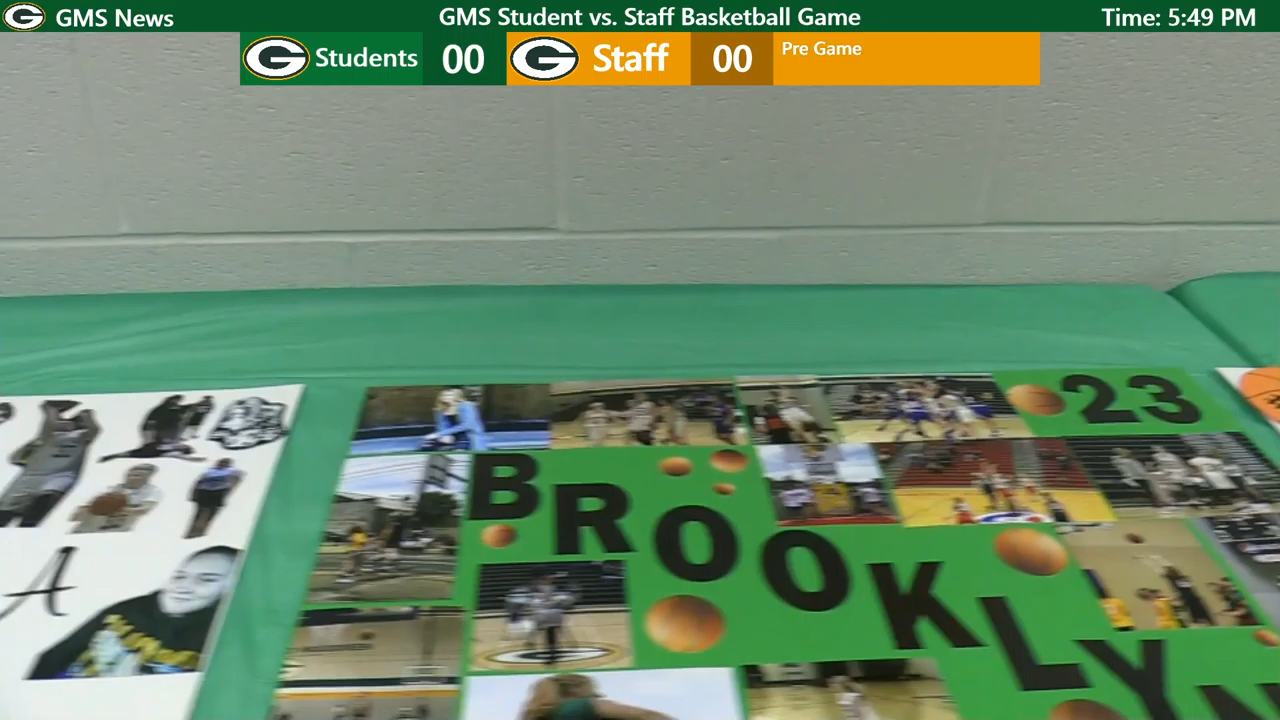 GMS News
GMS Student vs. Staff Basketball Game
Time: 5:49 PM
G Students 00 G Staff 00 Pre Game
23
BROOKLYN
A